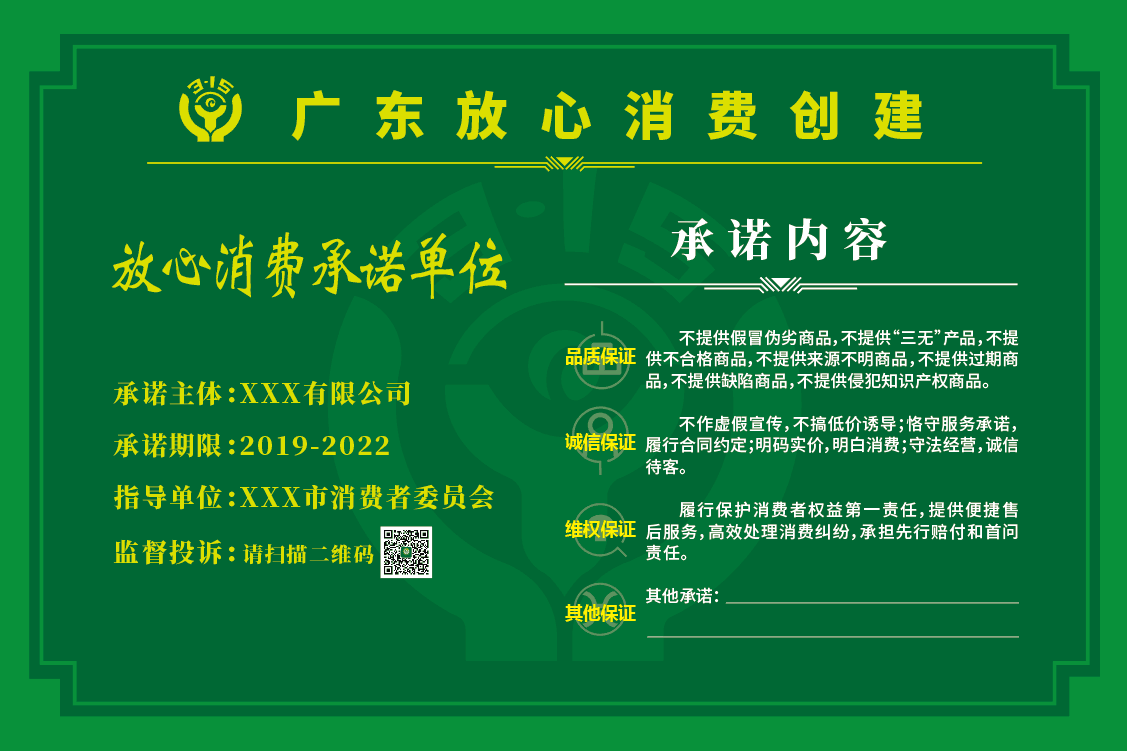 3·15
广东放心消费创建
放心消费承诺单位
承诺主体：XXX有限公司
承诺期限：2019-2022
指导单位：XXX市消费者委员会
监督投诉：请扫描二维码
承诺内容
品质保证
不提供假冒伪劣商品，不提供“三无”产品，不提
供不合格商品，不提供来源不明商品，不提供过期商
品，不提供缺陷商品，不提供侵犯知识产权商品。
诚信保证
不作虚假宣传，不搞低价诱导；恪守服务承诺，
履行合同约定；明码实价，明白消费；守法经营，诚信
待客。
维权保证
履行保护消费者权益第一责任，提供便捷售
后服务，高效处理消费纠纷，承担先行赔付和首问
责任。
其他保证
其他承诺：